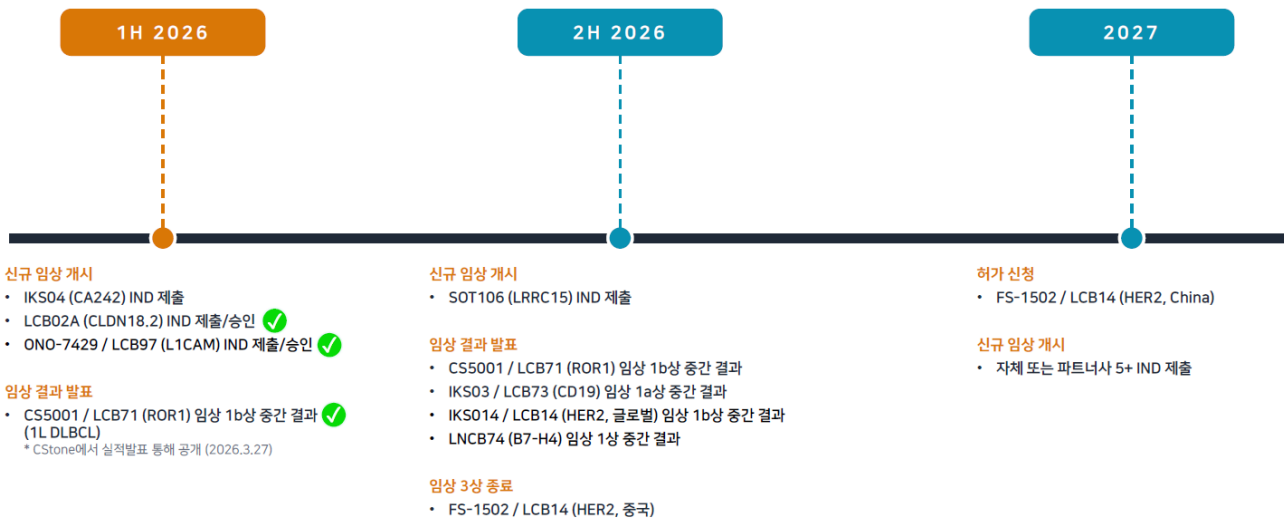 1H 2026
2H 2026
2027
신규 임상 개시
• IKS04 (CA242) IND 제출
• LCB02A (CLDN18.2) IND 제출/승인
• ONO-7429 / LCB97 (L1CAM) IND 제출/승인
임상 결과 발표
• CS5001 / LCB71 (ROR1) 임상 1b상 중간 결과
(1L DLBCL)
* CStone에서 실적발표 통해 공개 (2026.3.27)
신규 임상 개시
• SOT106 (LRRC15) IND 제출
임상 결과 발표
• CS5001 / LCB71 (ROR1) 임상 1b상 중간 결과
• IKS03 / LCB73 (CD19) 임상 1a상 중간 결과
• IKS014 / LCB14 (HER2, 글로벌) 임상 1b상 중간 결과
• LNCB74 (B7-H4) 임상 1상 중간 결과
임상 3상 종료
• FS-1502 / LCB14 (HER2, 중국)
허가 신청
• FS-1502 / LCB14 (HER2, China)
신규 임상 개시
• 자체 또는 파트너사 5+ IND 제출